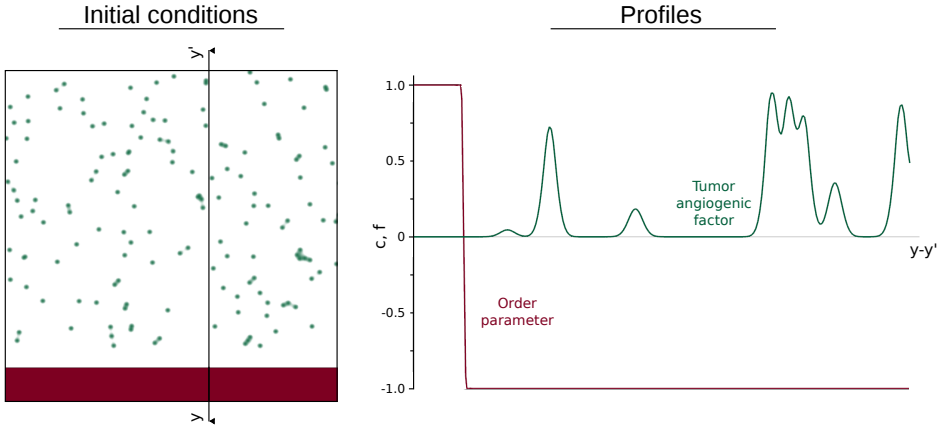 Initial conditions
Profiles
y'
y
c, f
1.0
0.5
0
-0.5
-1.0
Tumor
angiogenic
factor
y-y'
Order
parameter